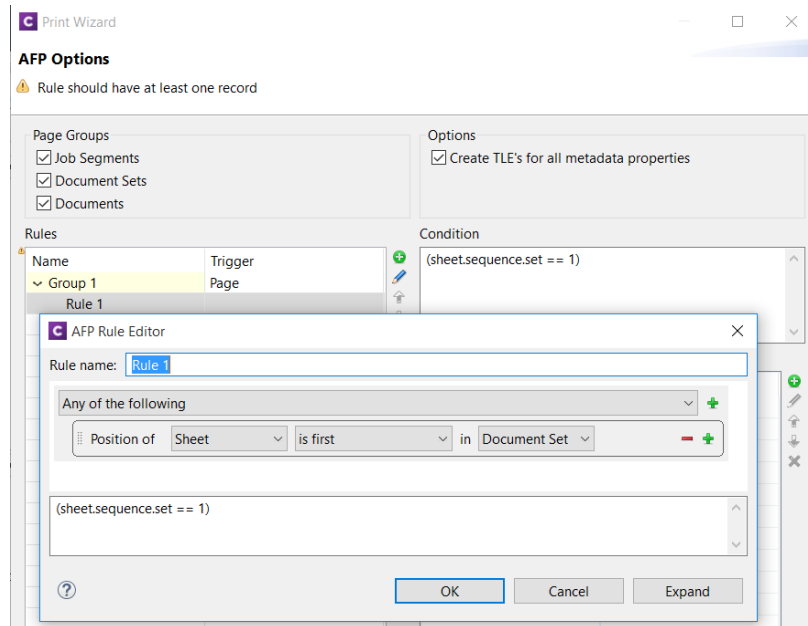 C Print Wizard
AFP Options
Rule should have at least one record
Page Groups
Job Segments
Document Sets
Documents
Options
Create TLE's for all metadata properties
Rules
Name Trigger
Group 1 Page
Rule 1
Condition
(sheet.sequence.set == 1)
C AFP Rule Editor
Rule name: Rule 1
Any of the following
Position of Sheet is first in Document Set
(sheet.sequence.set == 1)
? OK Cancel Expand